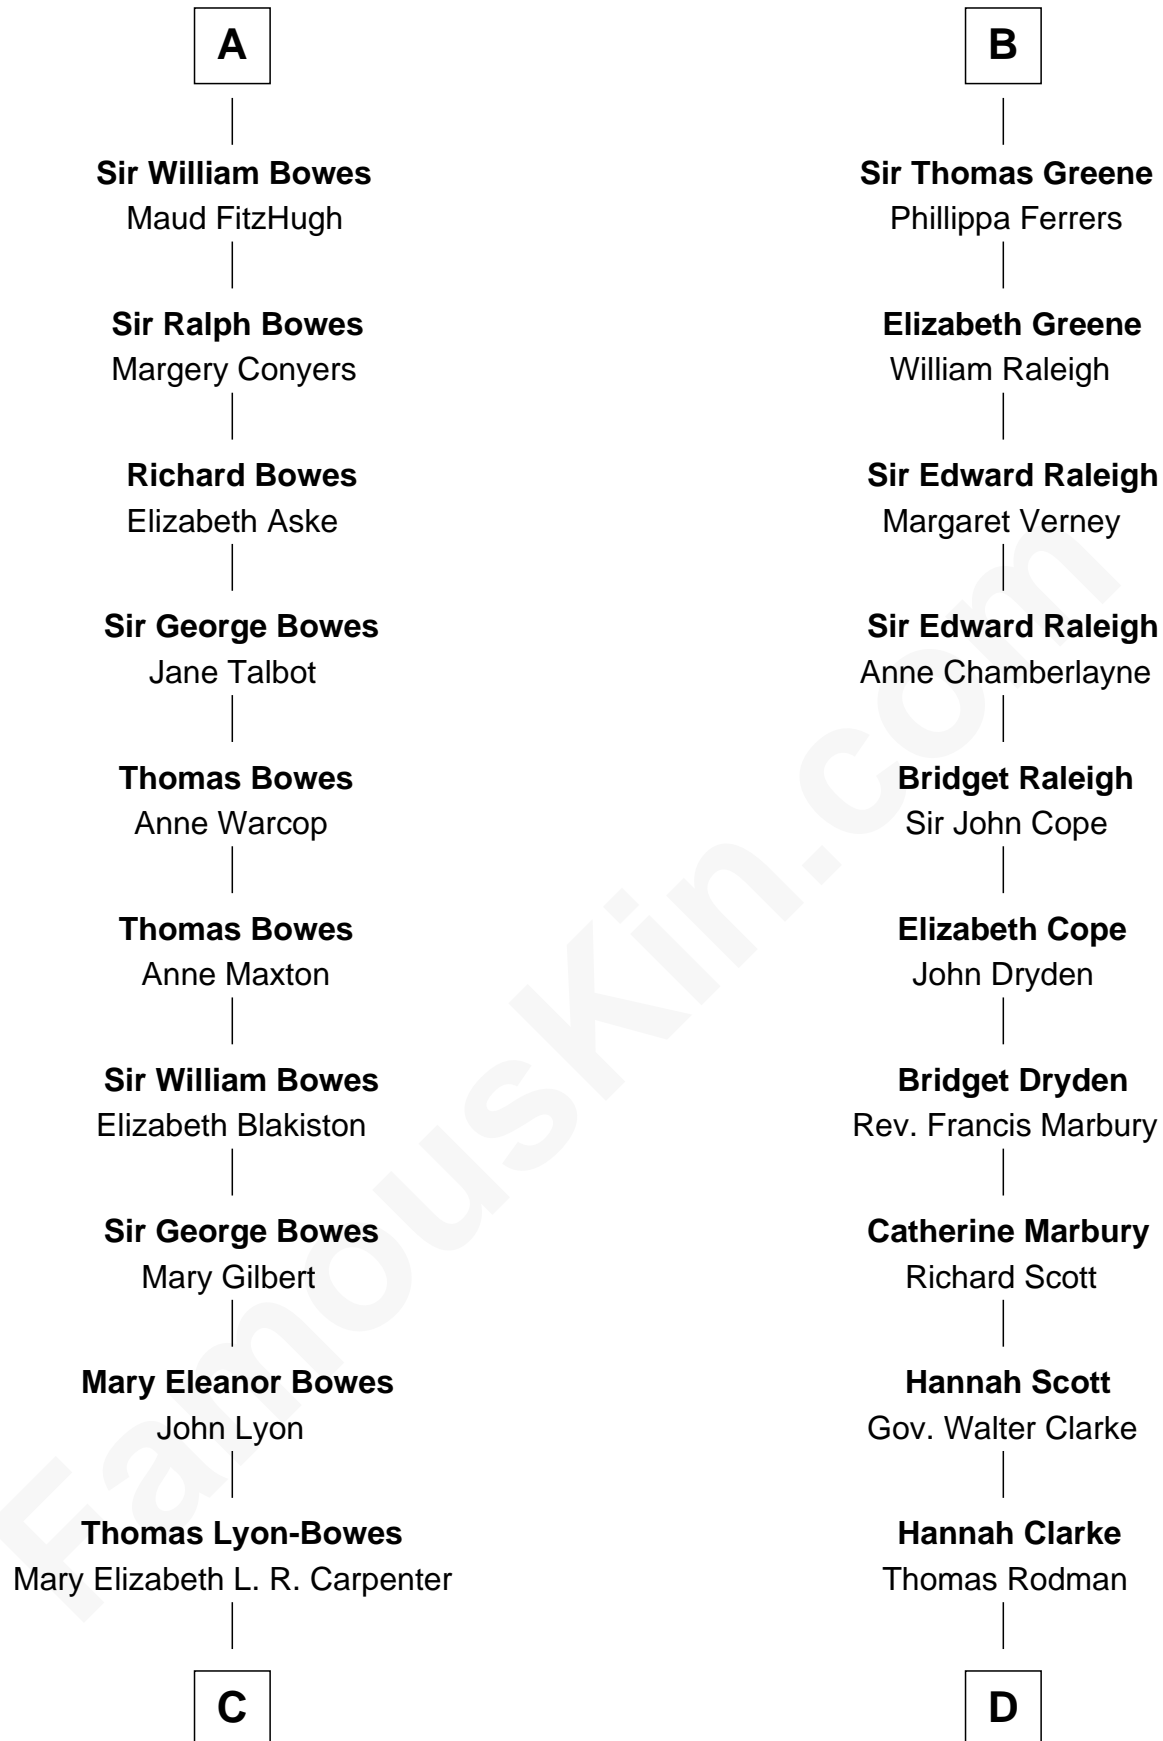 A
Sir William Bowes
Maud FitzHugh
Sir Ralph Bowes
Margery Conyers
Richard Bowes
Elizabeth Aske
Sir George Bowes
Jane Talbot
Thomas Bowes
Anne Warcop
Thomas Bowes
Anne Maxton
Sir William Bowes
Elizabeth Blakiston
Sir George Bowes
Mary Gilbert
Mary Eleanor Bowes
John Lyon
Thomas Lyon-Bowes
Mary Elizabeth L. R. Carpenter
C
B
Sir Thomas Greene
Phillippa Ferrers
Elizabeth Greene
William Raleigh
Sir Edward Raleigh
Margaret Verney
Sir Edward Raleigh
Anne Chamberlayne
Bridget Raleigh
Sir John Cope
Elizabeth Cope
John Dryden
Bridget Dryden
Rev. Francis Marbury
Catherine Marbury
Richard Scott
Hannah Scott
Gov. Walter Clarke
Hannah Clarke
Thomas Rodman
D
FamousKin.com